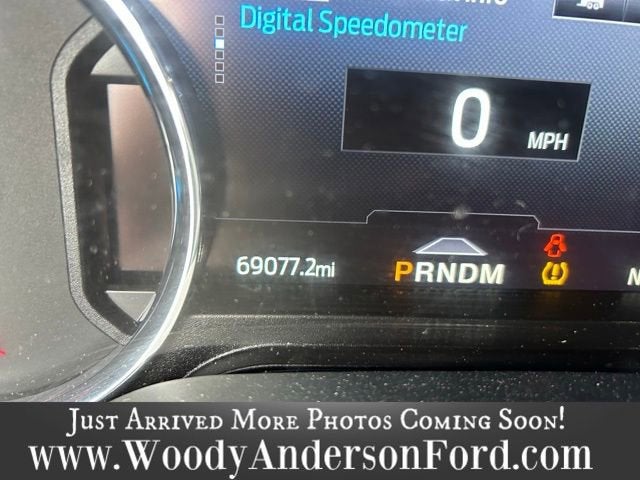 Digital Speedometer
0 MPH
69077.2mi PRNDM
Just Arrived More Photos Coming Soon!
www.WoodyAndersonFord.com